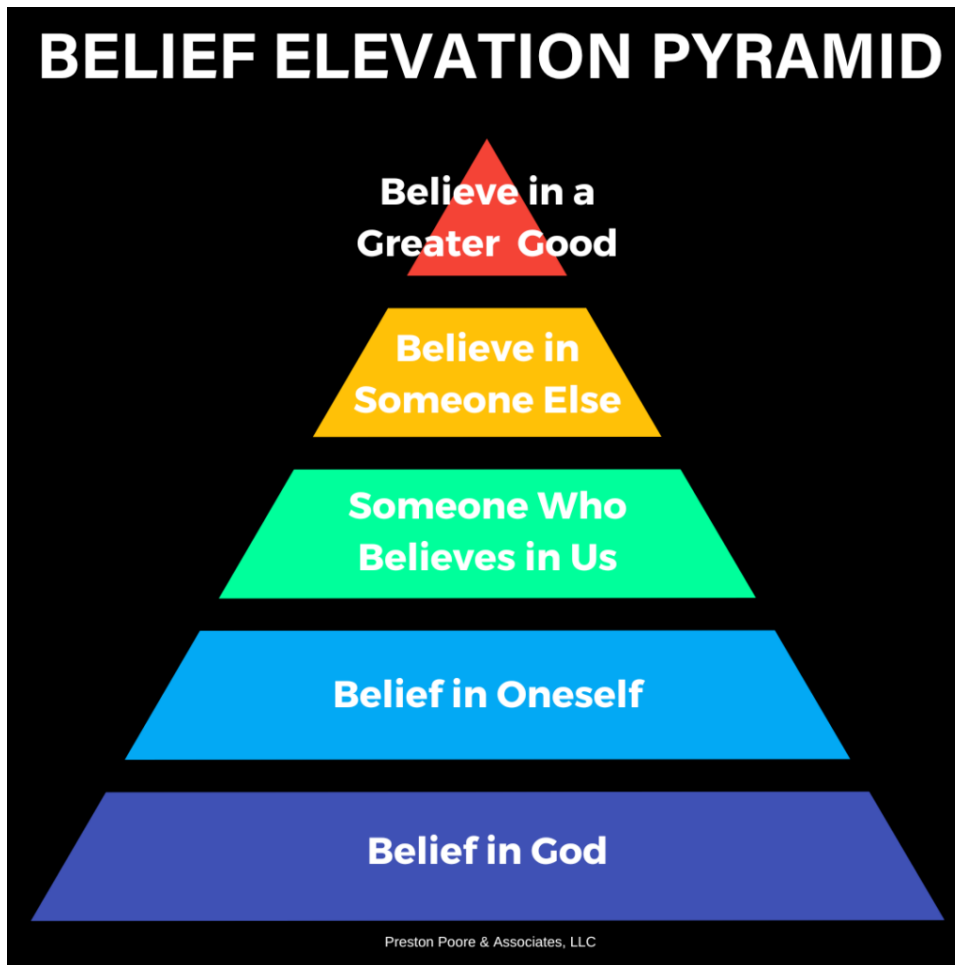 BELIEF ELEVATION PYRAMID
Believe in a
Greater Good
Believe in
Someone Else
Someone Who
Believes in Us
Belief in Oneself
Belief in God
Preston Poore & Associates, LLC